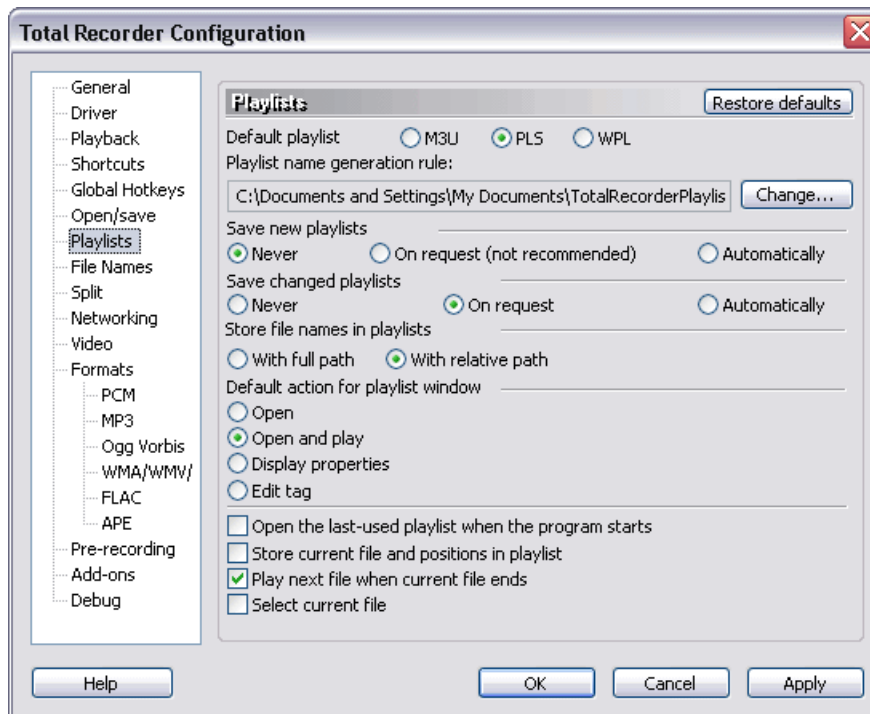 Total Recorder Configuration
General
Driver
Playback
Shortcuts
Global Hotkeys
Open/save
Playlists
File Names
Split
Networking
Video
Formats
PCM
MP3
Ogg Vorbis
WMA/WMV/
FLAC
APE
Pre-recording
Add-ons
Debug
Playlists Restore defaults
Default playlist M3U PLS WPL
Playlist name generation rule:
C:\Documents and Settings\My Documents\TotalRecorderPlaylis Change...
Save new playlists
Never On request (not recommended) Automatically
Save changed playlists
Never On request Automatically
Store file names in playlists
With full path With relative path
Default action for playlist window
Open
Open and play
Display properties
Edit tag
Open the last-used playlist when the program starts
Store current file and positions in playlist
Play next file when current file ends
Select current file
Help OK Cancel Apply